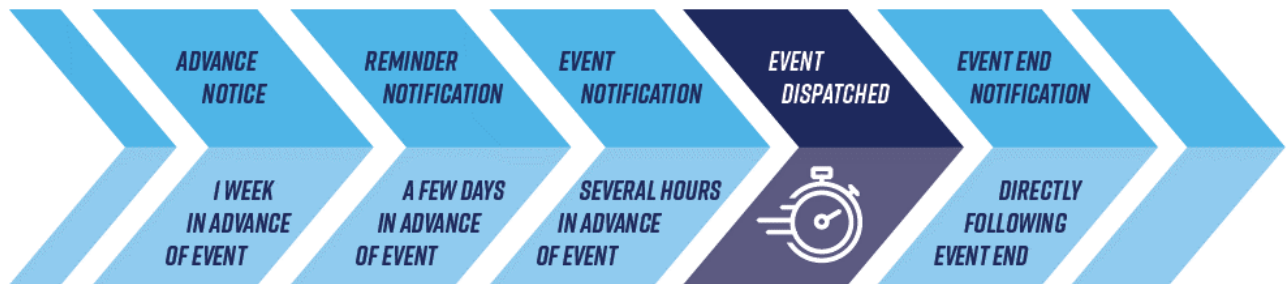 ADVANCE
NOTICE
1 WEEK
IN ADVANCE
OF EVENT
REMINDER
NOTIFICATION
A FEW DAYS
IN ADVANCE
OF EVENT
EVENT
NOTIFICATION
SEVERAL HOURS
IN ADVANCE
OF EVENT
EVENT
DISPATCHED
EVENT END
NOTIFICATION
DIRECTLY
FOLLOWING
EVENT END